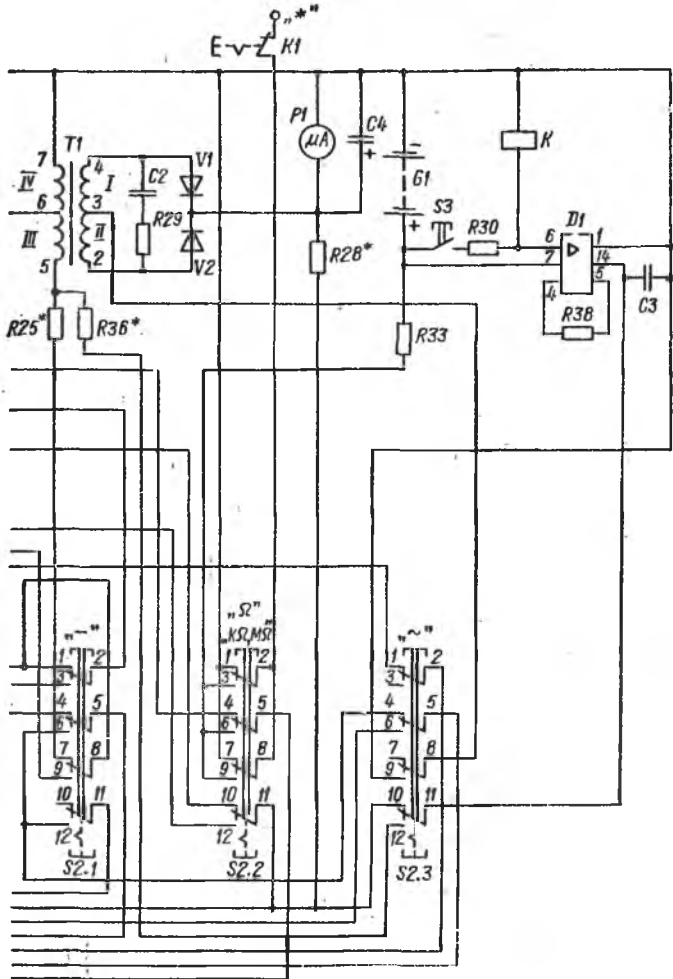 „*"
K1
P1
μA
C4
+
−
G1
+
K
T1
7
4
V1
IV
I
C2
6
3
R29
III
II
5
2
V2
S3
R30
D1
6
1
7
14
4
5
R38
C3
R28*
R25*
R36*
R33
„−"
1 2
3
4 5
6
7 8
9
10 11
12
S2.1
„Ω"
„KΩ,MΩ"
1 2
3
4 5
6
7 8
9
10 11
12
S2.2
„~"
1 2
3
4 5
6
7 8
9
10 11
12
S2.3